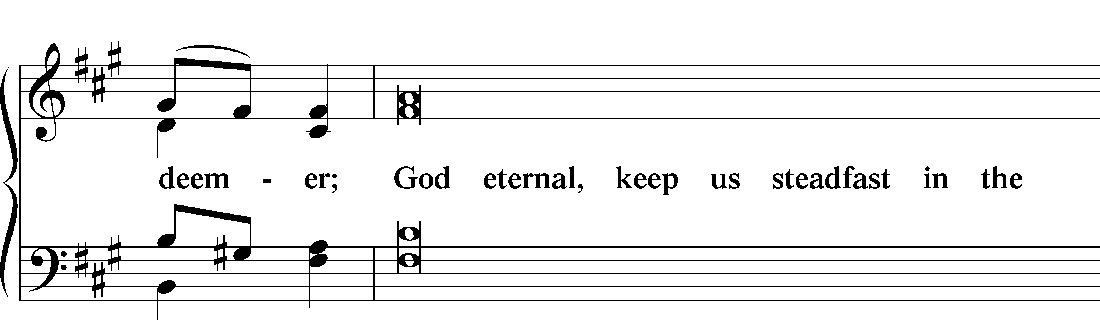 deem - er; God eternal, keep us steadfast in the